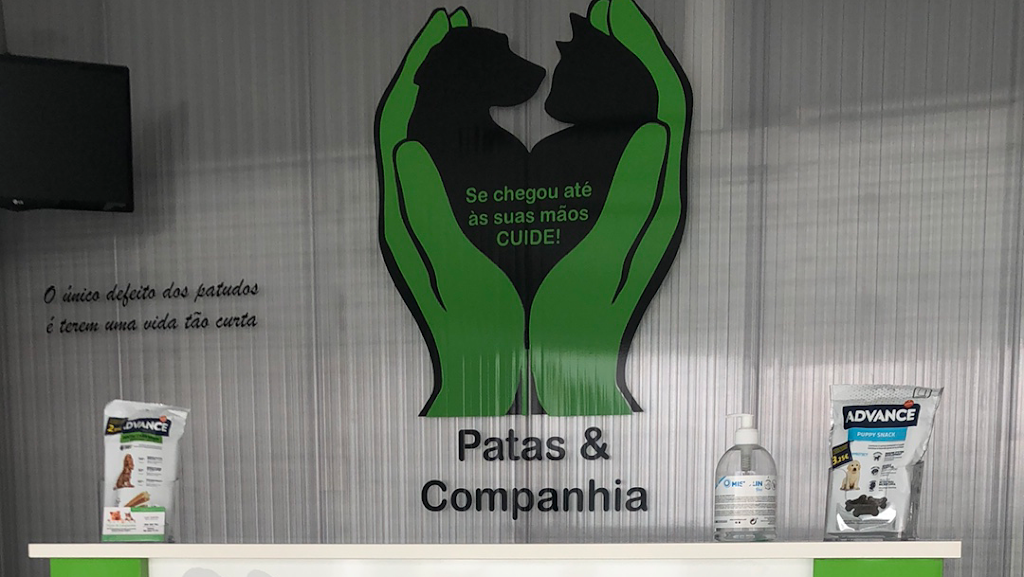 Se chegou até
às suas mãos
CUIDE!
O único defeito dos patudos
é terem uma vida tão curta
Patas &
Companhia
ADVANCE
ADVANCE
PUPPY SNACK